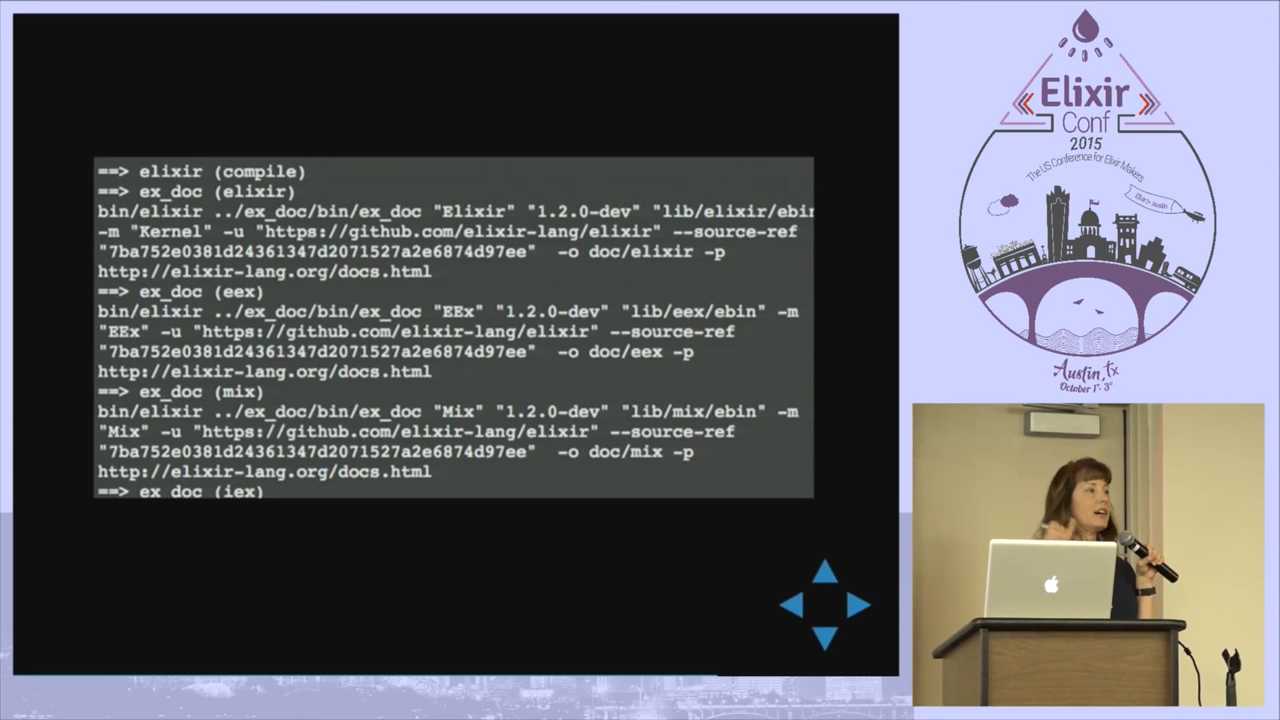 ==> elixir (compile)
==> ex_doc (elixir)
bin/elixir ../ex_doc/bin/ex_doc "Elixir" "1.2.0-dev" "lib/elixir/ebin
-m "Kernel" -u "https://github.com/elixir-lang/elixir" --source-ref
"7ba752e0381d24361347d2071527a2e6874d97ee"  -o doc/elixir -p
http://elixir-lang.org/docs.html
==> ex_doc (eex)
bin/elixir ../ex_doc/bin/ex_doc "EEx" "1.2.0-dev" "lib/eex/ebin" -m
"EEx" -u "https://github.com/elixir-lang/elixir" --source-ref
"7ba752e0381d24361347d2071527a2e6874d97ee"  -o doc/eex -p
http://elixir-lang.org/docs.html
==> ex_doc (mix)
bin/elixir ../ex_doc/bin/ex_doc "Mix" "1.2.0-dev" "lib/mix/ebin" -m
"Mix" -u "https://github.com/elixir-lang/elixir" --source-ref
"7ba752e0381d24361347d2071527a2e6874d97ee"  -o doc/mix -p
http://elixir-lang.org/docs.html
==> ex_doc (iex)
Elixir
Conf
2015
The US Conference for Elixir Makers
Austin, Tx
October 1st - 3rd